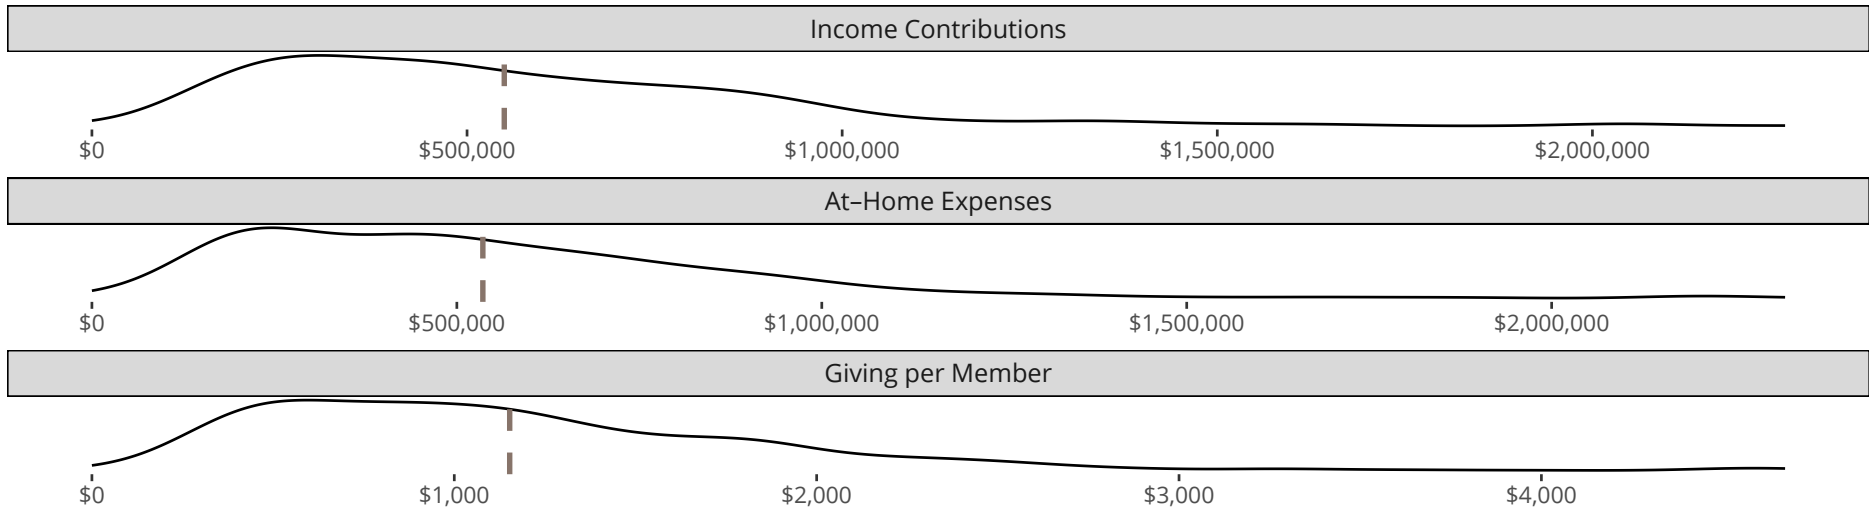 Income Contributions
$0 $500,000 $1,000,000 $1,500,000 $2,000,000
At–Home Expenses
$0 $500,000 $1,000,000 $1,500,000 $2,000,000
Giving per Member
$0 $1,000 $2,000 $3,000 $4,000